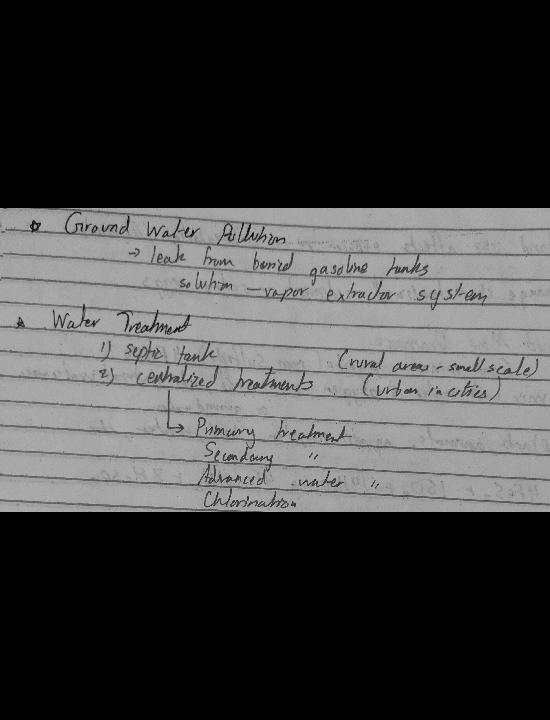 Ground Water Pollution
→ leak from buried gasoline tanks
solution - vapor extractor system
Water Treatment
1) septic tank (rural areas - small scale)
2) centralized treatments (urban in cities)
↳ Primary treatment
Secondary "
Advanced water "
Chlorination